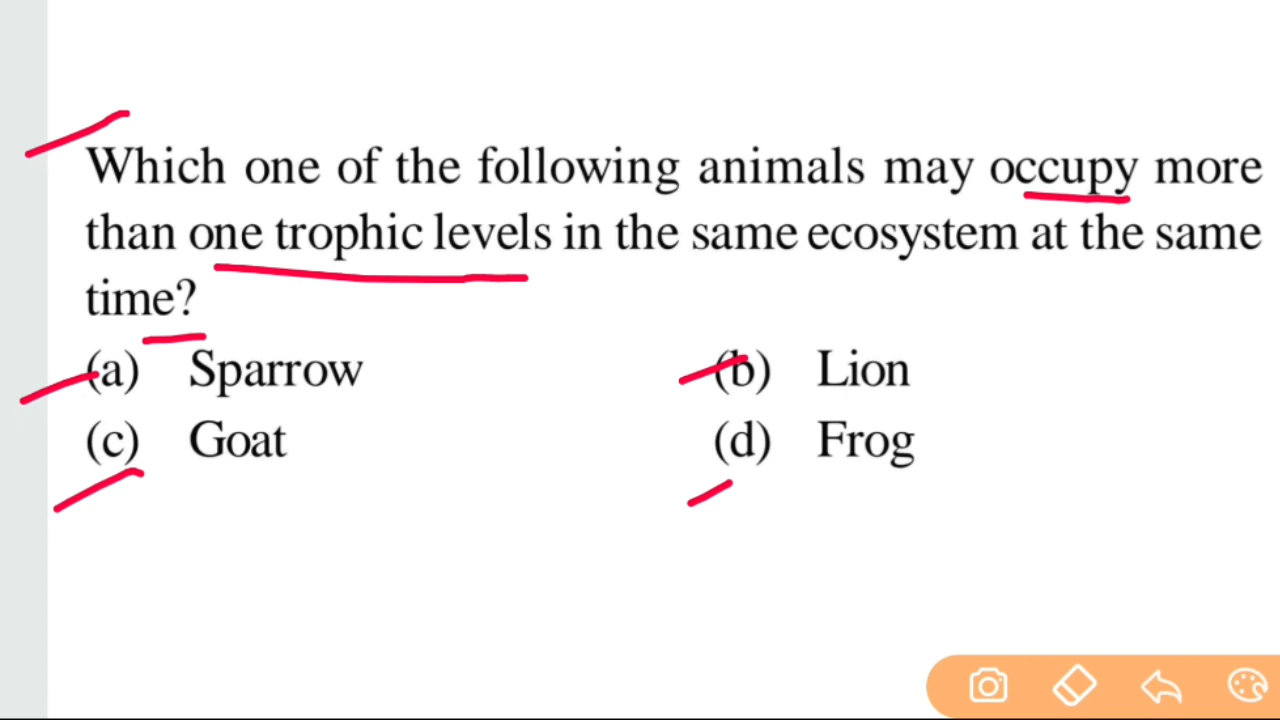 Which one of the following animals may occupy more
than one trophic levels in the same ecosystem at the same
time?
(a) Sparrow (b) Lion
(c) Goat (d) Frog